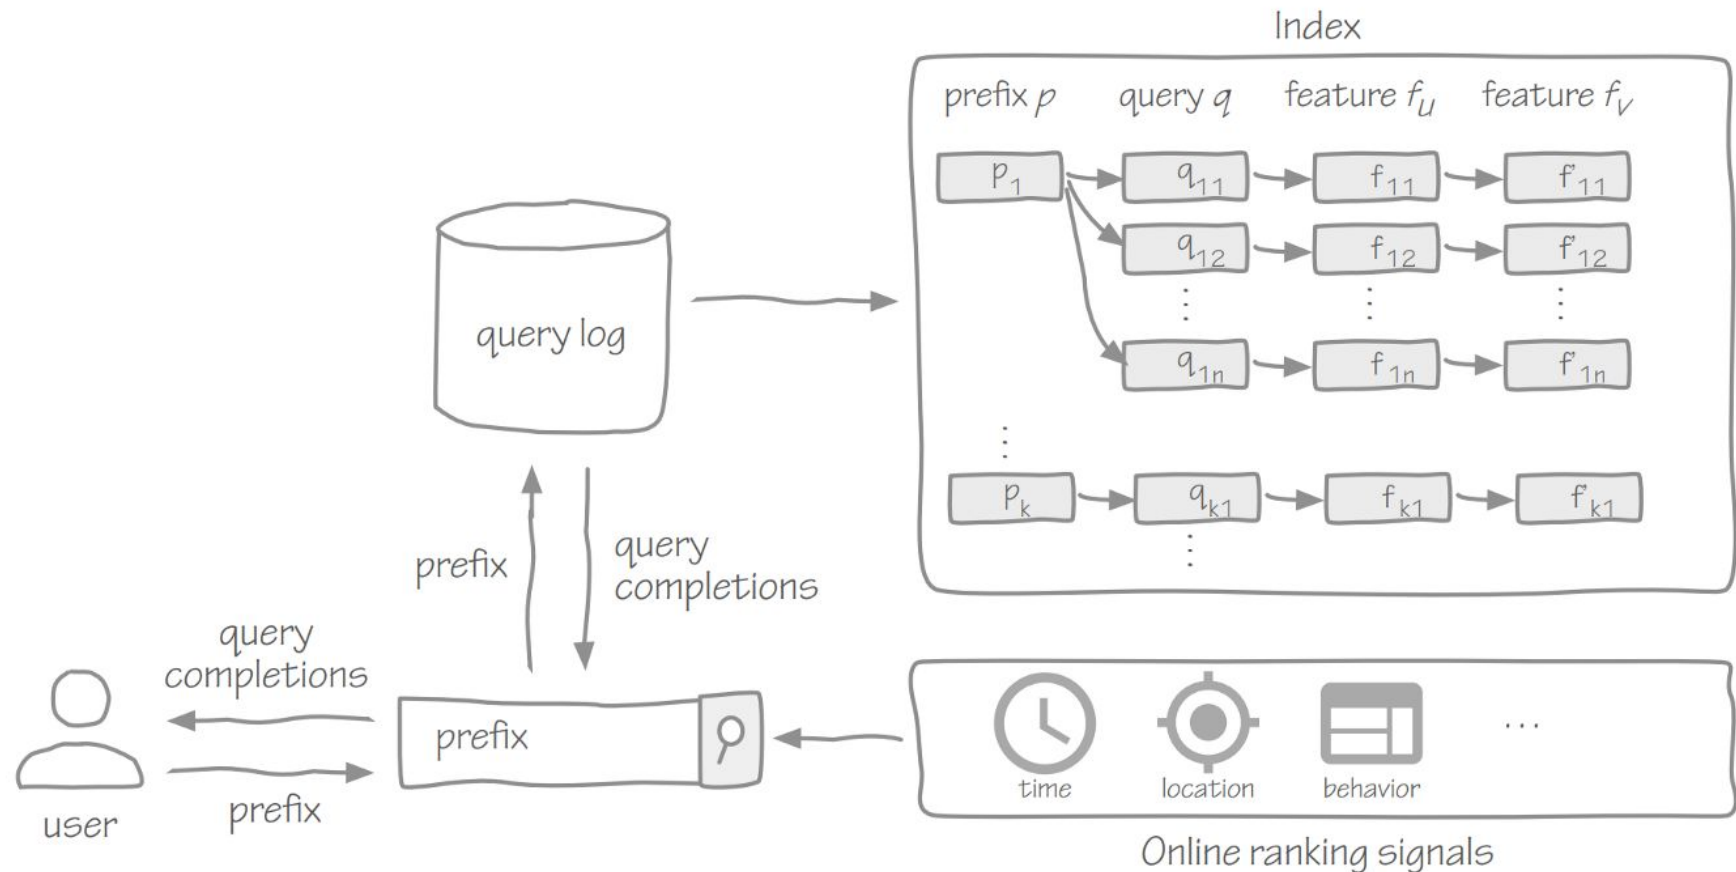 Index
prefix p query q feature f_u feature f_v
p_1 q_11 f_11 f'_11
q_12 f_12 f'_12
⋮ ⋮ ⋮
q_1n f_1n f'_1n
⋮
p_k q_k1 f_k1 f'_k1
⋮
query log
prefix
query
completions
query
completions
prefix
prefix
user
time location behavior ...
Online ranking signals